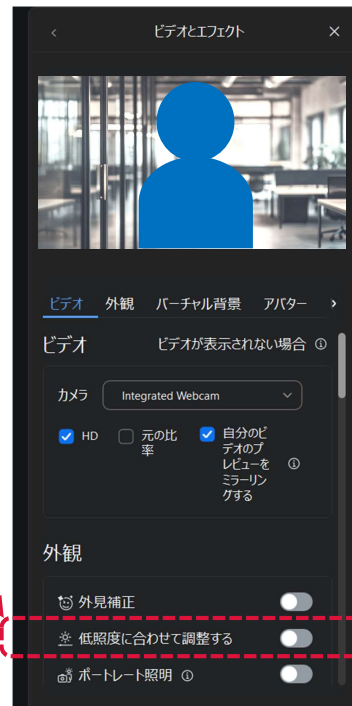 ビデオとエフェクト
ビデオ 外観 バーチャル背景 アバター
ビデオ ビデオが表示されない場合
カメラ Integrated Webcam
HD
元の比
率
自分のビ
デオのプ
レビューを
ミラーリン
グする
外観
外見補正
低照度に合わせて調整する
ポートレート照明